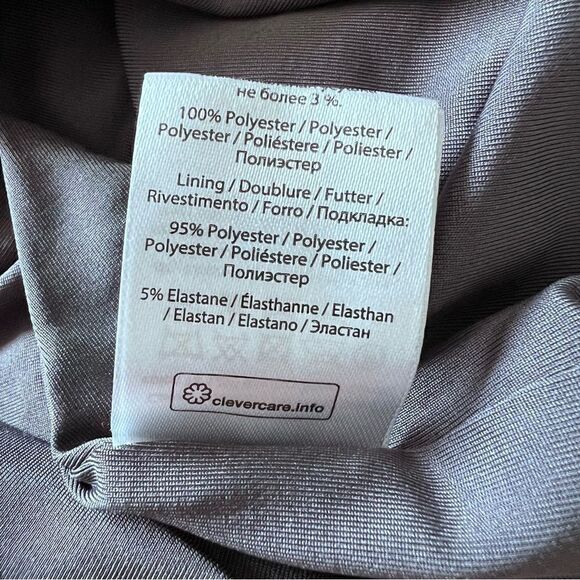 не более 3 %.
100% Polyester / Polyester /
Polyester / Poliéstere / Poliester /
Полиэстер
Lining / Doublure / Futter /
Rivestimento / Forro / Подкладка:
95% Polyester / Polyester /
Polyester / Poliéstere / Poliester /
Полиэстер
5% Elastane / Élasthanne / Elasthan
/ Elastan / Elastano / Эластан
clevercare.info